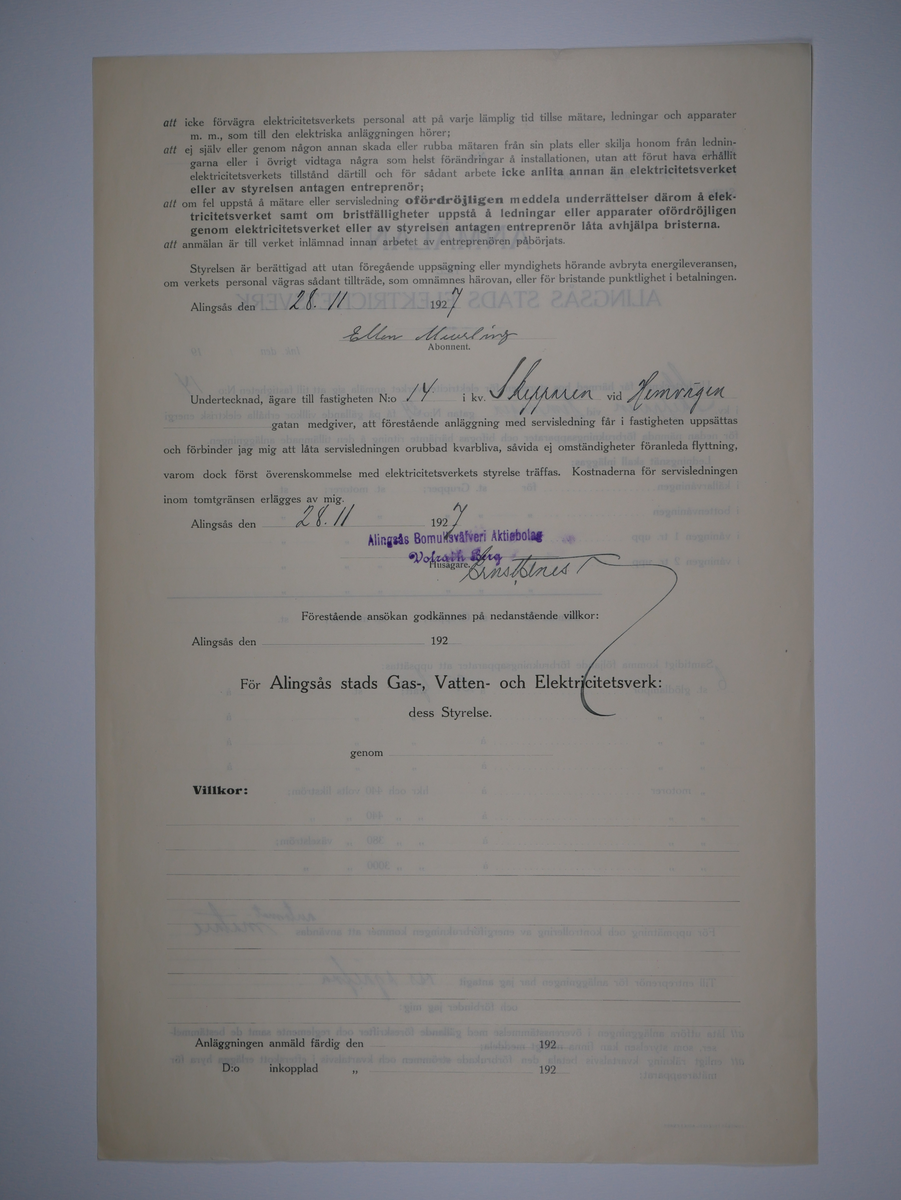 att icke förvägra elektricitetsverkets personal att på varje lämplig tid tillse mätare, ledningar och apparater
m. m., som till den elektriska anläggningen hörer;
att ej själv eller genom någon annan skada eller rubba mätaren från sin plats eller skilja honom från lednin-
garna eller i övrigt vidtaga några som helst förändringar å installationen, utan att förut hava erhållit
elektricitetsverkets tillstånd därtill och för sådant arbete icke anlita annan än elektricitetsverket
eller av styrelsen antagen entreprenör;
att om fel uppstå å mätare eller servisledning ofördröjligen meddela underrättelser därom å elek-
tricitetsverket samt om bristfälligheter uppstå å ledningar eller apparater ofördröjligen
genom elektricitetsverket eller av styrelsen antagen entreprenör låta avhjälpa bristerna.
att anmälan är till verket inlämnad innan arbetet av entreprenören påbörjats.
Styrelsen är berättigad att utan föregående uppsägning eller myndighets hörande avbryta energileveransen,
om verkets personal vägras sådant tillträde, som omnämnes härovan, eller för bristande punktlighet i betalningen.
Alingsås den 28. 11 1927
Ellen
Abonnent.
Undertecknad, ägare till fastigheten N:o 14 i kv. Skepparen vid Hemvägen
gatan medgiver, att förestående anläggning med servisledning får i fastigheten uppsättas
och förbinder jag mig att låta servisledningen orubbad kvarbliva, såvida ej omständigheter föranleda flyttning,
varom dock först överenskommelse med elektricitetsverkets styrelse träffas. Kostnaderna för servisledningen
inom tomtgränsen erlägges av mig.
Alingsås den 28. 11 1927
Alingsås Bomullsväfveri Aktiebolag
Volrath Berg
Husägare.
Förestående ansökan godkännes på nedanstående villkor:
Alingsås den 192
För Alingsås stads Gas-, Vatten- och Elektricitetsverk:
dess Styrelse.
genom
Villkor:
Anläggningen anmäld färdig den 192
D:o inkopplad „ 192